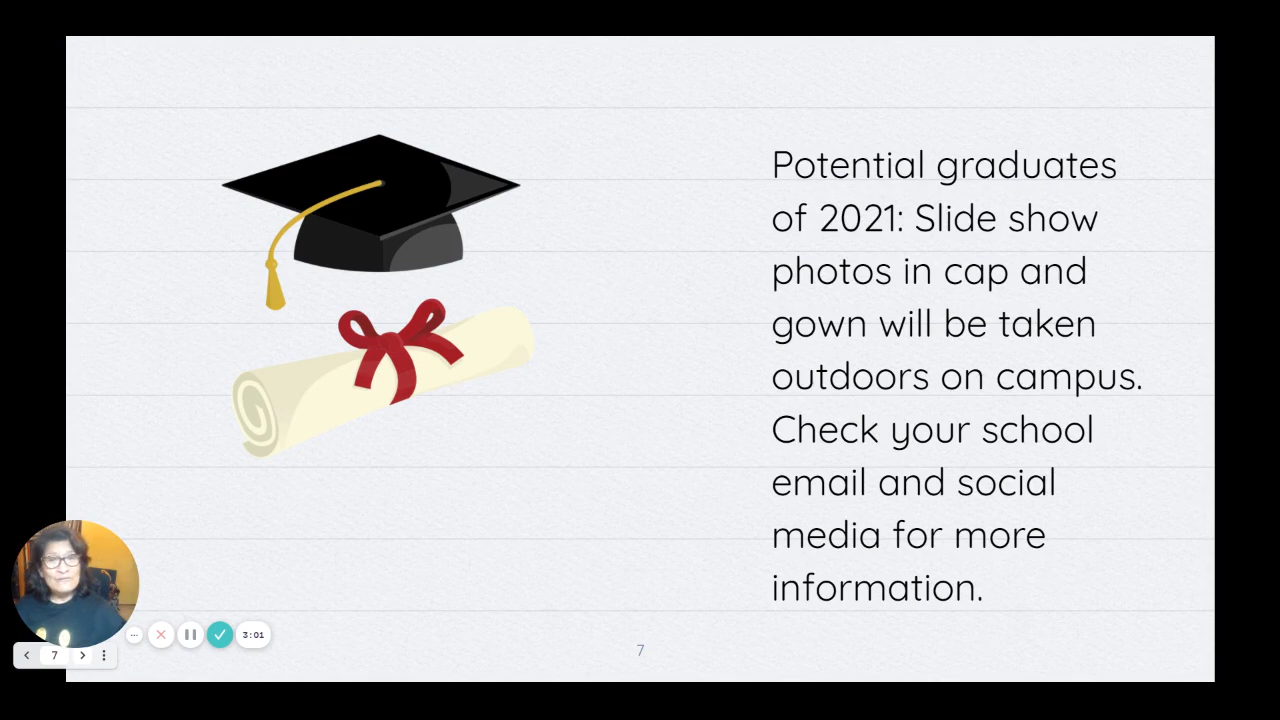 Potential graduates
of 2021: Slide show
photos in cap and
gown will be taken
outdoors on campus.
Check your school
email and social
media for more
information.
3:01
7
7